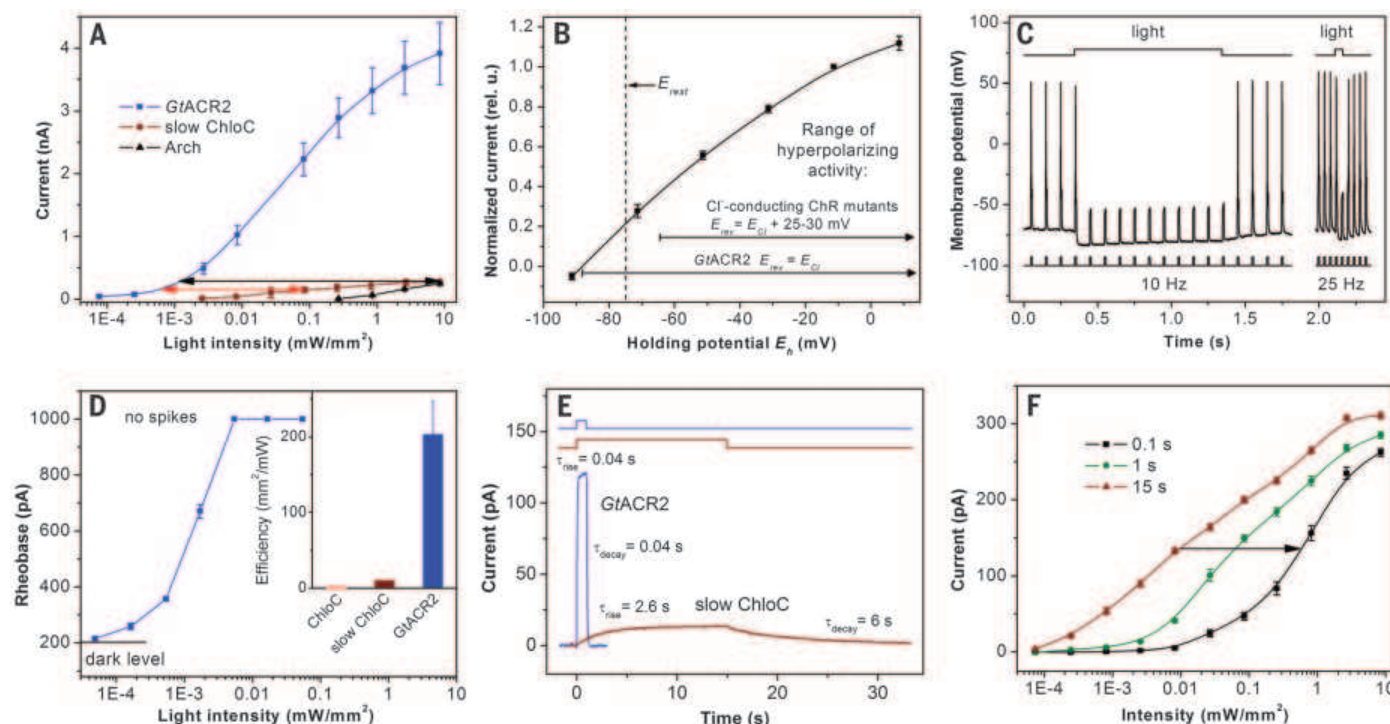 A
4
3
2
1
0
Current (nA)
GtACR2
slow ChloC
Arch
1E-4 1E-3 0.01 0.1 1 10
Light intensity (mW/mm²)
B
1.2
1.0
0.8
0.6
0.4
0.2
0.0
Normalized current (rel. u.)
E_rest
Range of
hyperpolarizing
activity:
Cl⁻-conducting ChR mutants
E_rev = E_Cl + 25-30 mV
GtACR2 E_rev = E_Cl
-100 -80 -60 -40 -20 0
Holding potential E_h (mV)
C
100
50
0
-50
-100
Membrane potential (mV)
light
light
10 Hz
25 Hz
0.0 0.5 1.0 1.5 2.0
Time (s)
D
1000
800
600
400
200
Rheobase (pA)
no spikes
dark level
200
100
0
Efficiency (mm²/mW)
ChloC
slow ChloC
GtACR2
1E-4 1E-3 0.01 0.1 1 10
Light intensity (mW/mm²)
E
150
100
50
0
Current (pA)
τ_rise = 0.04 s
GtACR2
τ_decay = 0.04 s
τ_rise = 2.6 s
slow ChloC
τ_decay = 6 s
0 10 20 30
Time (s)
F
300
200
100
0
Current (pA)
0.1 s
1 s
15 s
1E-4 1E-3 0.01 0.1 1 10
Intensity (mW/mm²)